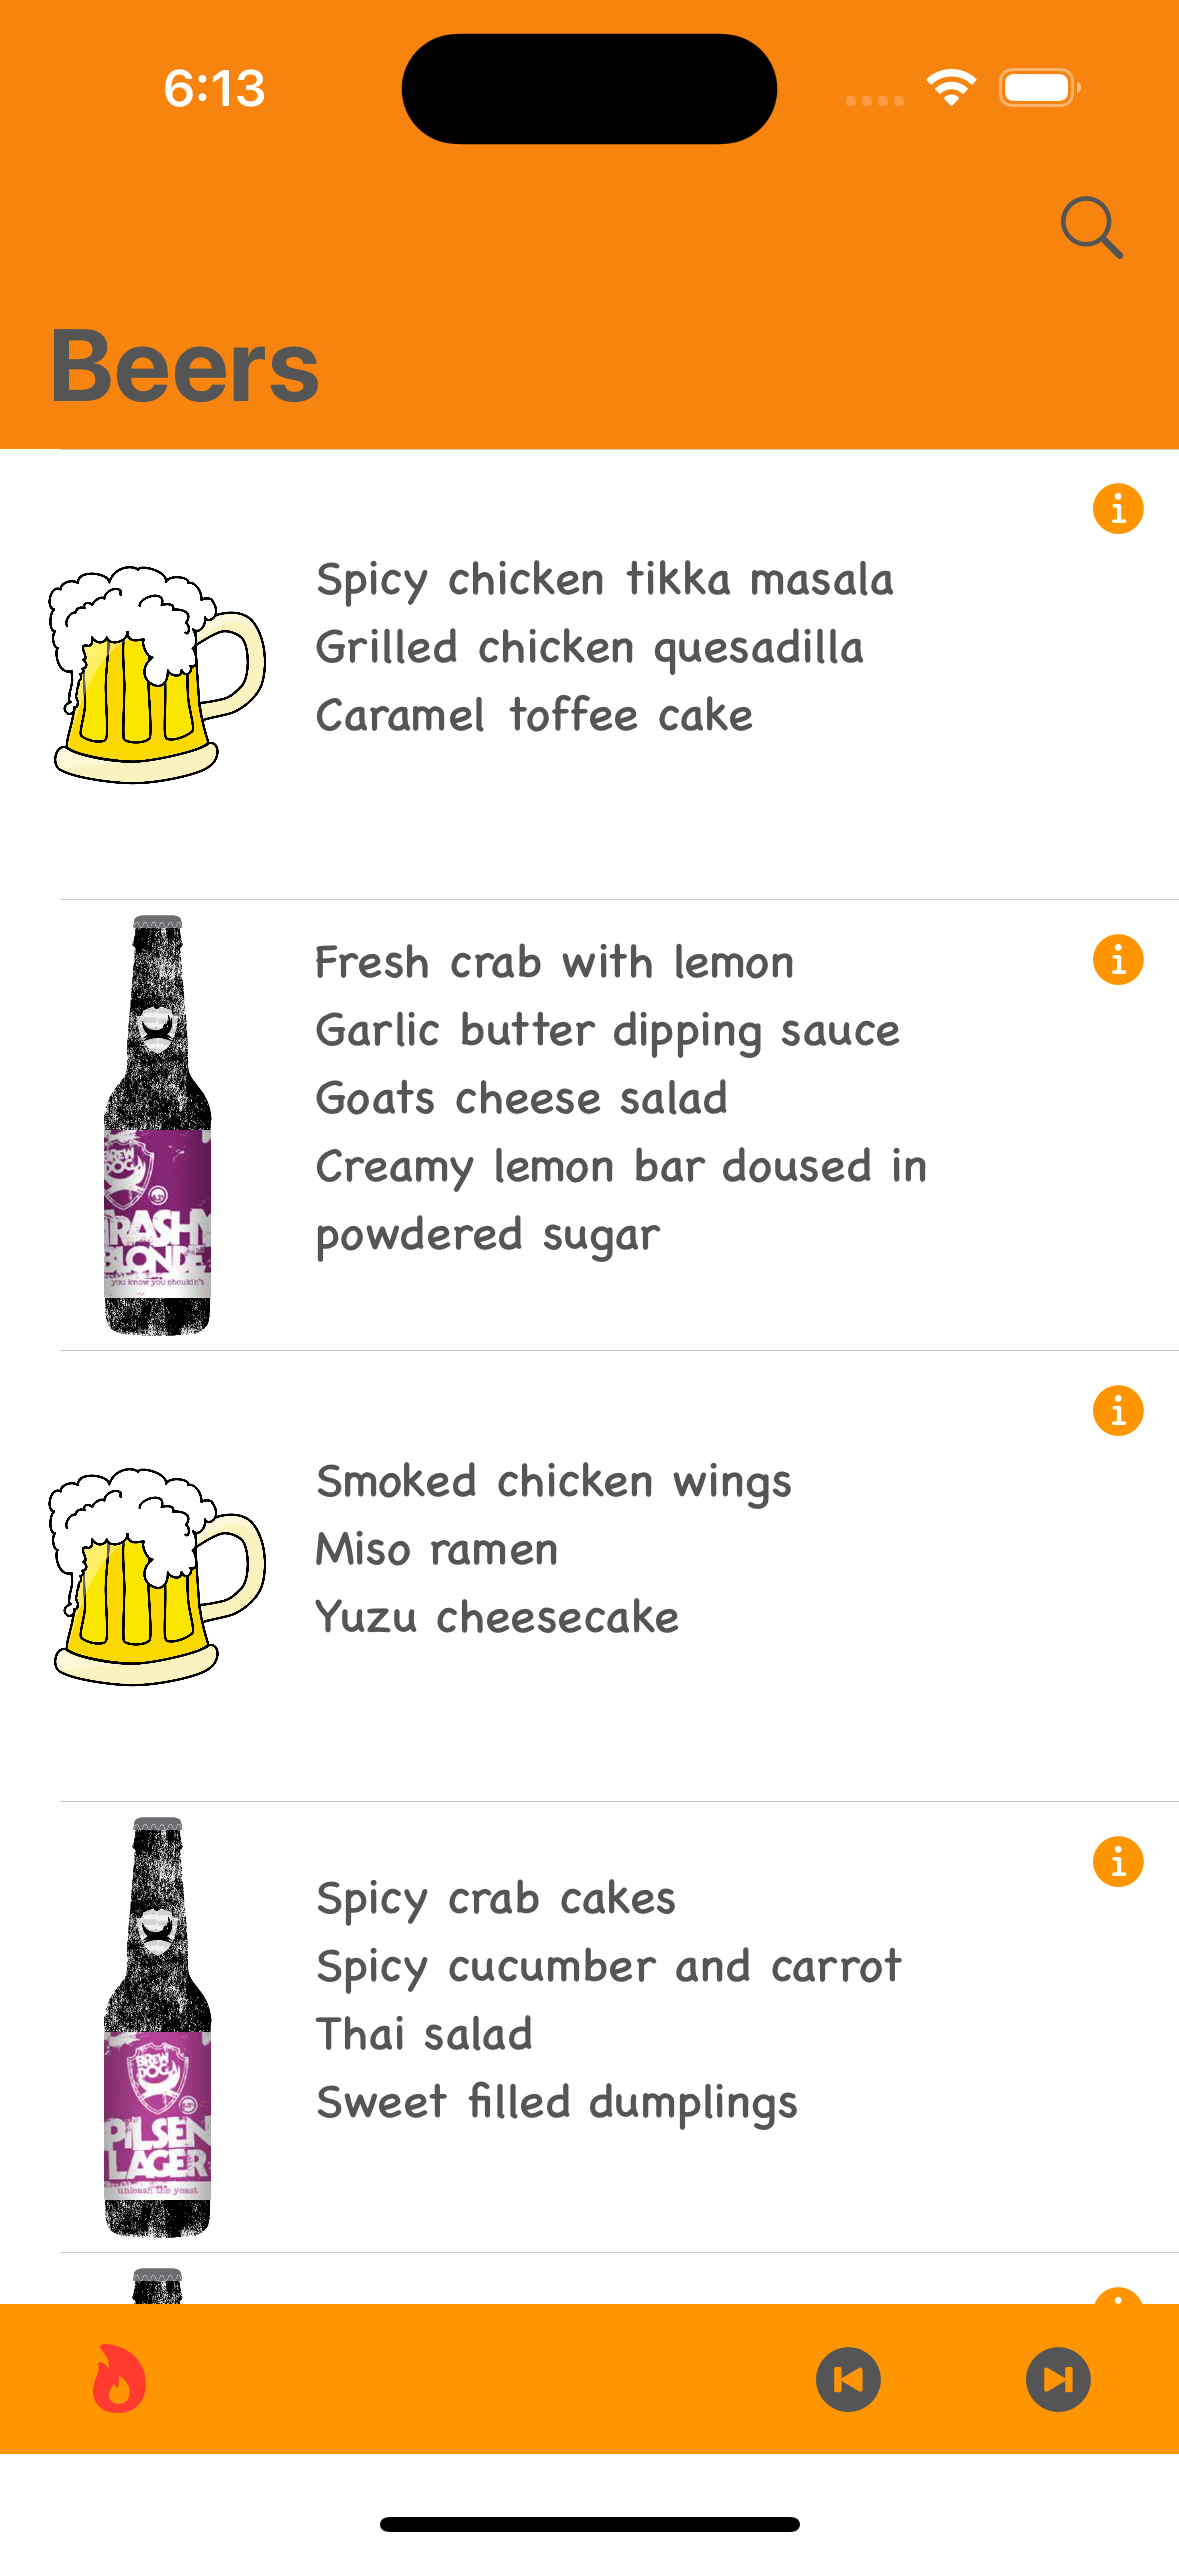 6:13
Beers
Spicy chicken tikka masala
Grilled chicken quesadilla
Caramel toffee cake
Fresh crab with lemon
Garlic butter dipping sauce
Goats cheese salad
Creamy lemon bar doused in
powdered sugar
BREW
DOG
TRASHY
BLONDE
you know you shouldn't
Smoked chicken wings
Miso ramen
Yuzu cheesecake
Spicy crab cakes
Spicy cucumber and carrot
Thai salad
Sweet filled dumplings
BREW
DOG
PILSEN
LAGER
unleash the yeast